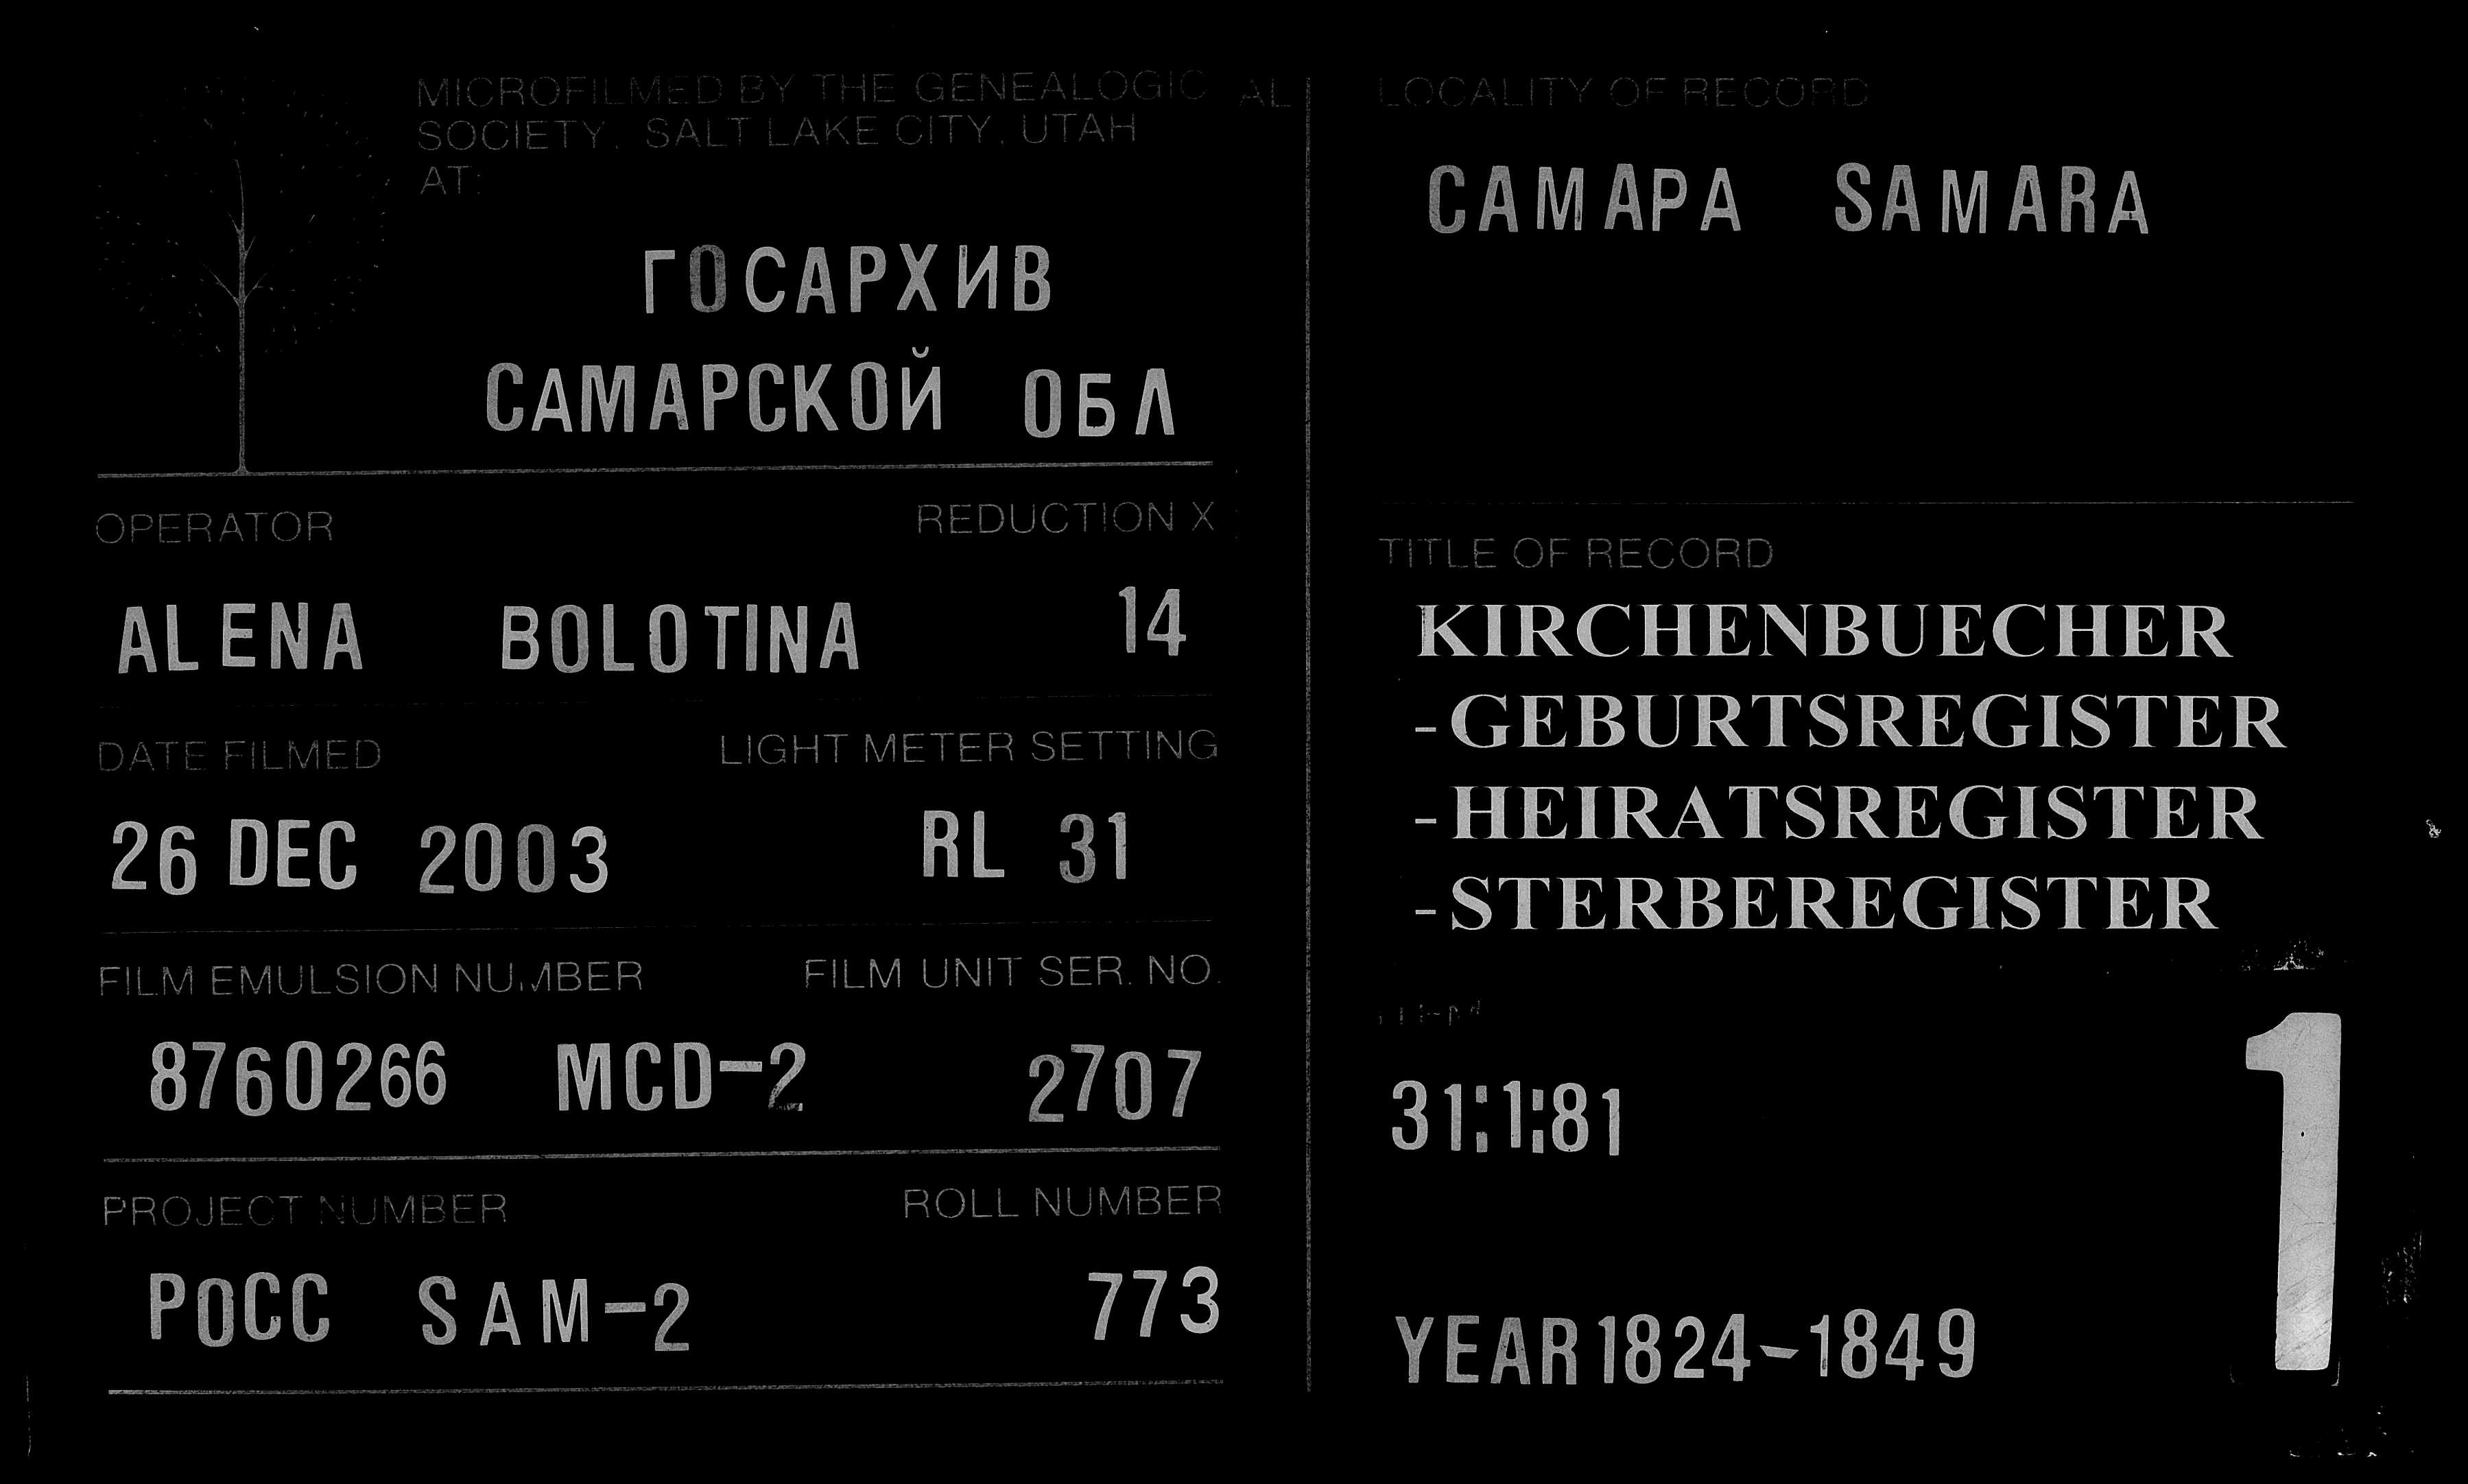 MICROFILMED BY THE GENEALOGICAL
SOCIETY, SALT LAKE CITY, UTAH
AT:
ГОСАРХИВ
САМАРСКОЙ ОБЛ
OPERATOR REDUCTION X
ALENA BOLOTINA 14
DATE FILMED LIGHT METER SETTING
26 DEC 2003 RL 31
FILM EMULSION NUMBER FILM UNIT SER. NO.
8760266 MCD-2 2707
PROJECT NUMBER ROLL NUMBER
РОСС SAM-2 773
LOCALITY OF RECORD
САМАРА SAMARA
TITLE OF RECORD
KIRCHENBUECHER
-GEBURTSREGISTER
-HEIRATSREGISTER
-STERBEREGISTER
31:1:81
YEAR 1824-1849
1